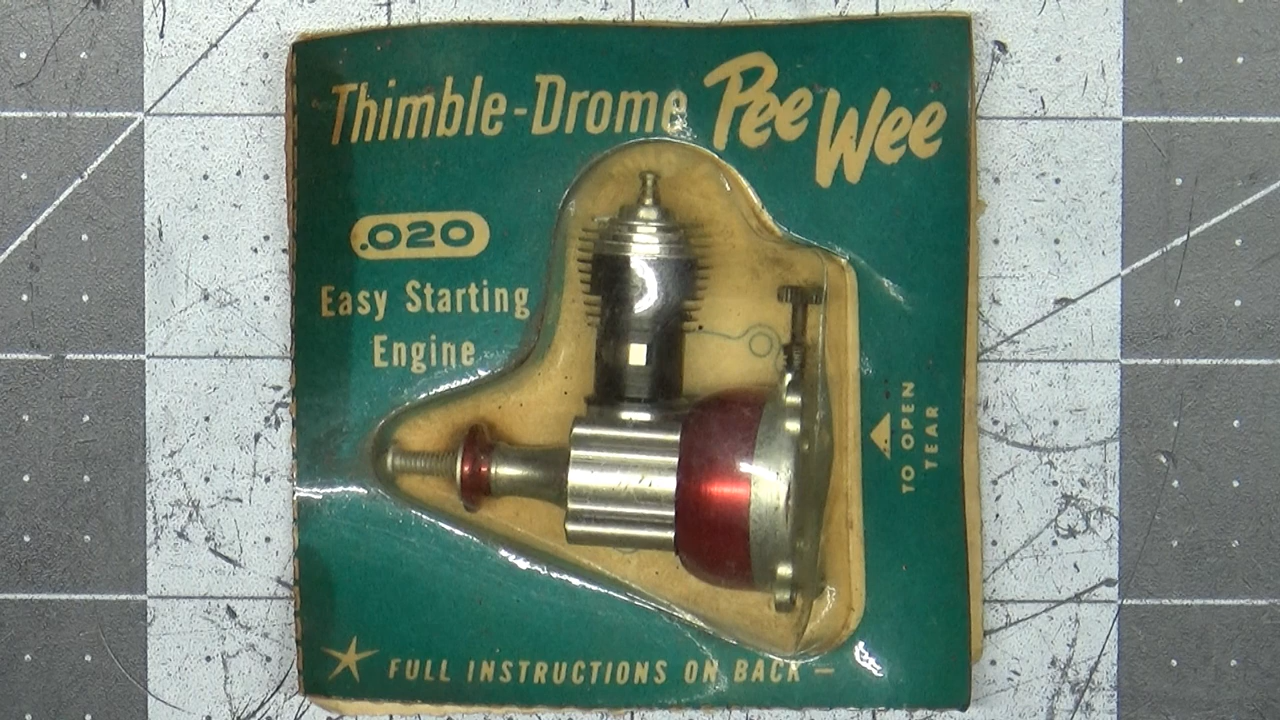 Thimble-Drome Pee Wee
.020
Easy Starting
Engine
TO OPEN
TEAR
FULL INSTRUCTIONS ON BACK –